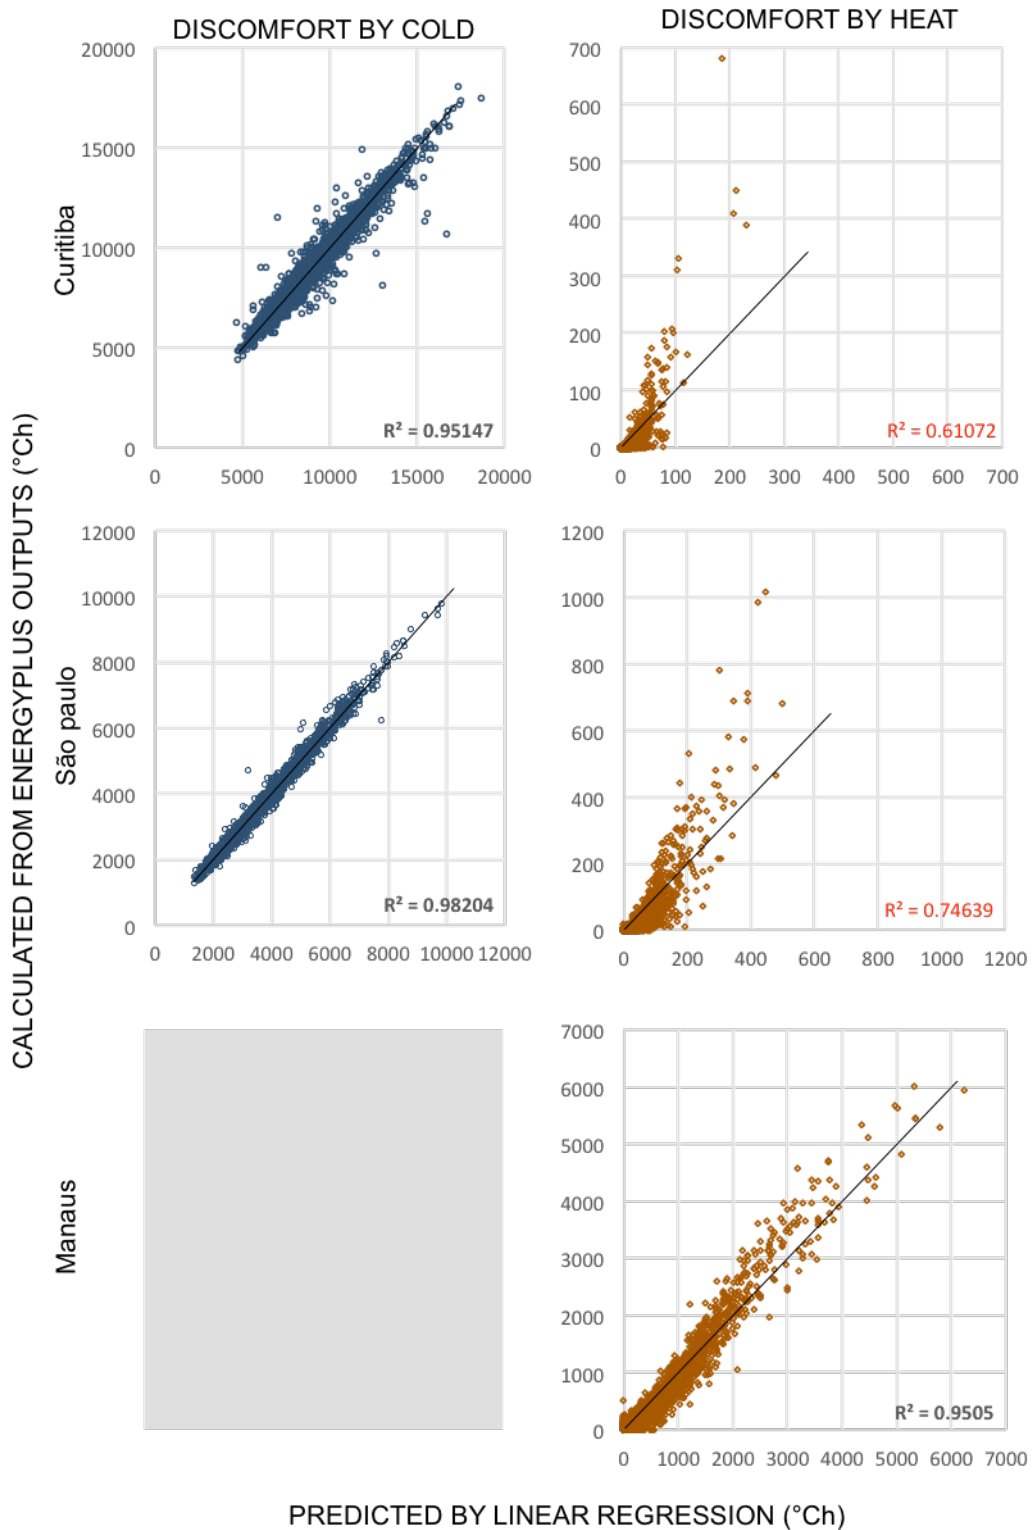 DISCOMFORT BY COLD
DISCOMFORT BY HEAT
CALCULATED FROM ENERGYPLUS OUTPUTS (°Ch)
Curitiba
20000
15000
10000
5000
0
R² = 0.95147
0 5000 10000 15000 20000
700
600
500
400
300
200
100
0
R² = 0.61072
0 100 200 300 400 500 600 700
São paulo
12000
10000
8000
6000
4000
2000
0
R² = 0.98204
0 2000 4000 6000 8000 10000 12000
1200
1000
800
600
400
200
0
R² = 0.74639
0 200 400 600 800 1000 1200
Manaus
7000
6000
5000
4000
3000
2000
1000
0
R² = 0.9505
0 1000 2000 3000 4000 5000 6000 7000
PREDICTED BY LINEAR REGRESSION (°Ch)